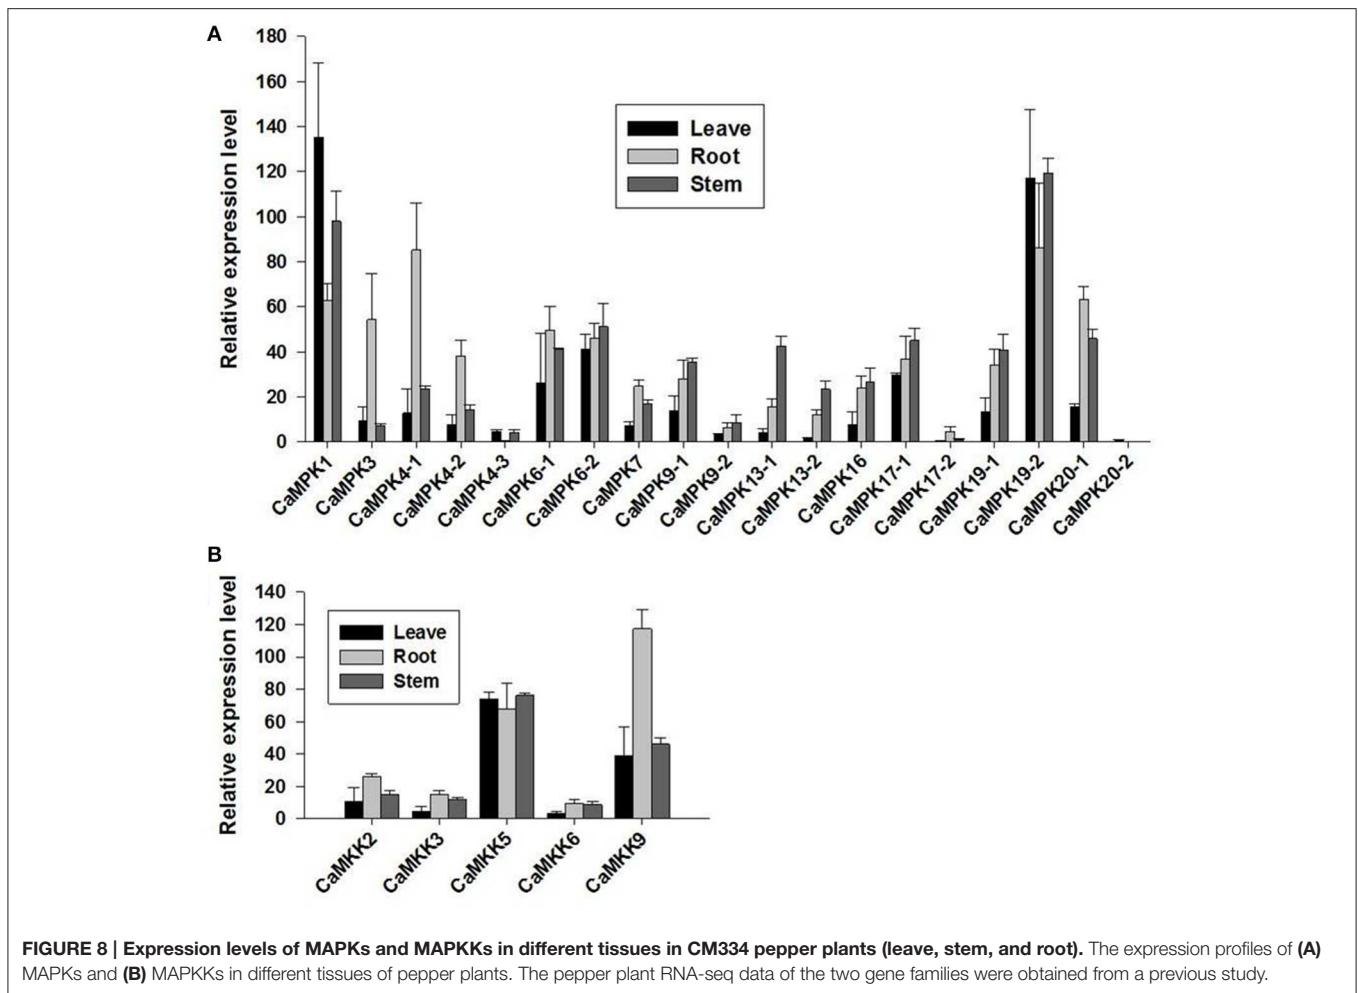 A
180
160
140
120
100
80
60
40
20
0
Relative expression level
Leave
Root
Stem
CaMPK1
CaMPK3
CaMPK4-1
CaMPK4-2
CaMPK4-3
CaMPK6-1
CaMPK6-2
CaMPK7
CaMPK9-1
CaMPK9-2
CaMPK13-1
CaMPK13-2
CaMPK16
CaMPK17-1
CaMPK17-2
CaMPK19-1
CaMPK19-2
CaMPK20-1
CaMPK20-2
B
140
120
100
80
60
40
20
0
Relative expression level
Leave
Root
Stem
CaMKK2
CaMKK3
CaMKK5
CaMKK6
CaMKK9
FIGURE 8 | Expression levels of MAPKs and MAPKKs in different tissues in CM334 pepper plants (leave, stem, and root). The expression profiles of (A)
MAPKs and (B) MAPKKs in different tissues of pepper plants. The pepper plant RNA-seq data of the two gene families were obtained from a previous study.